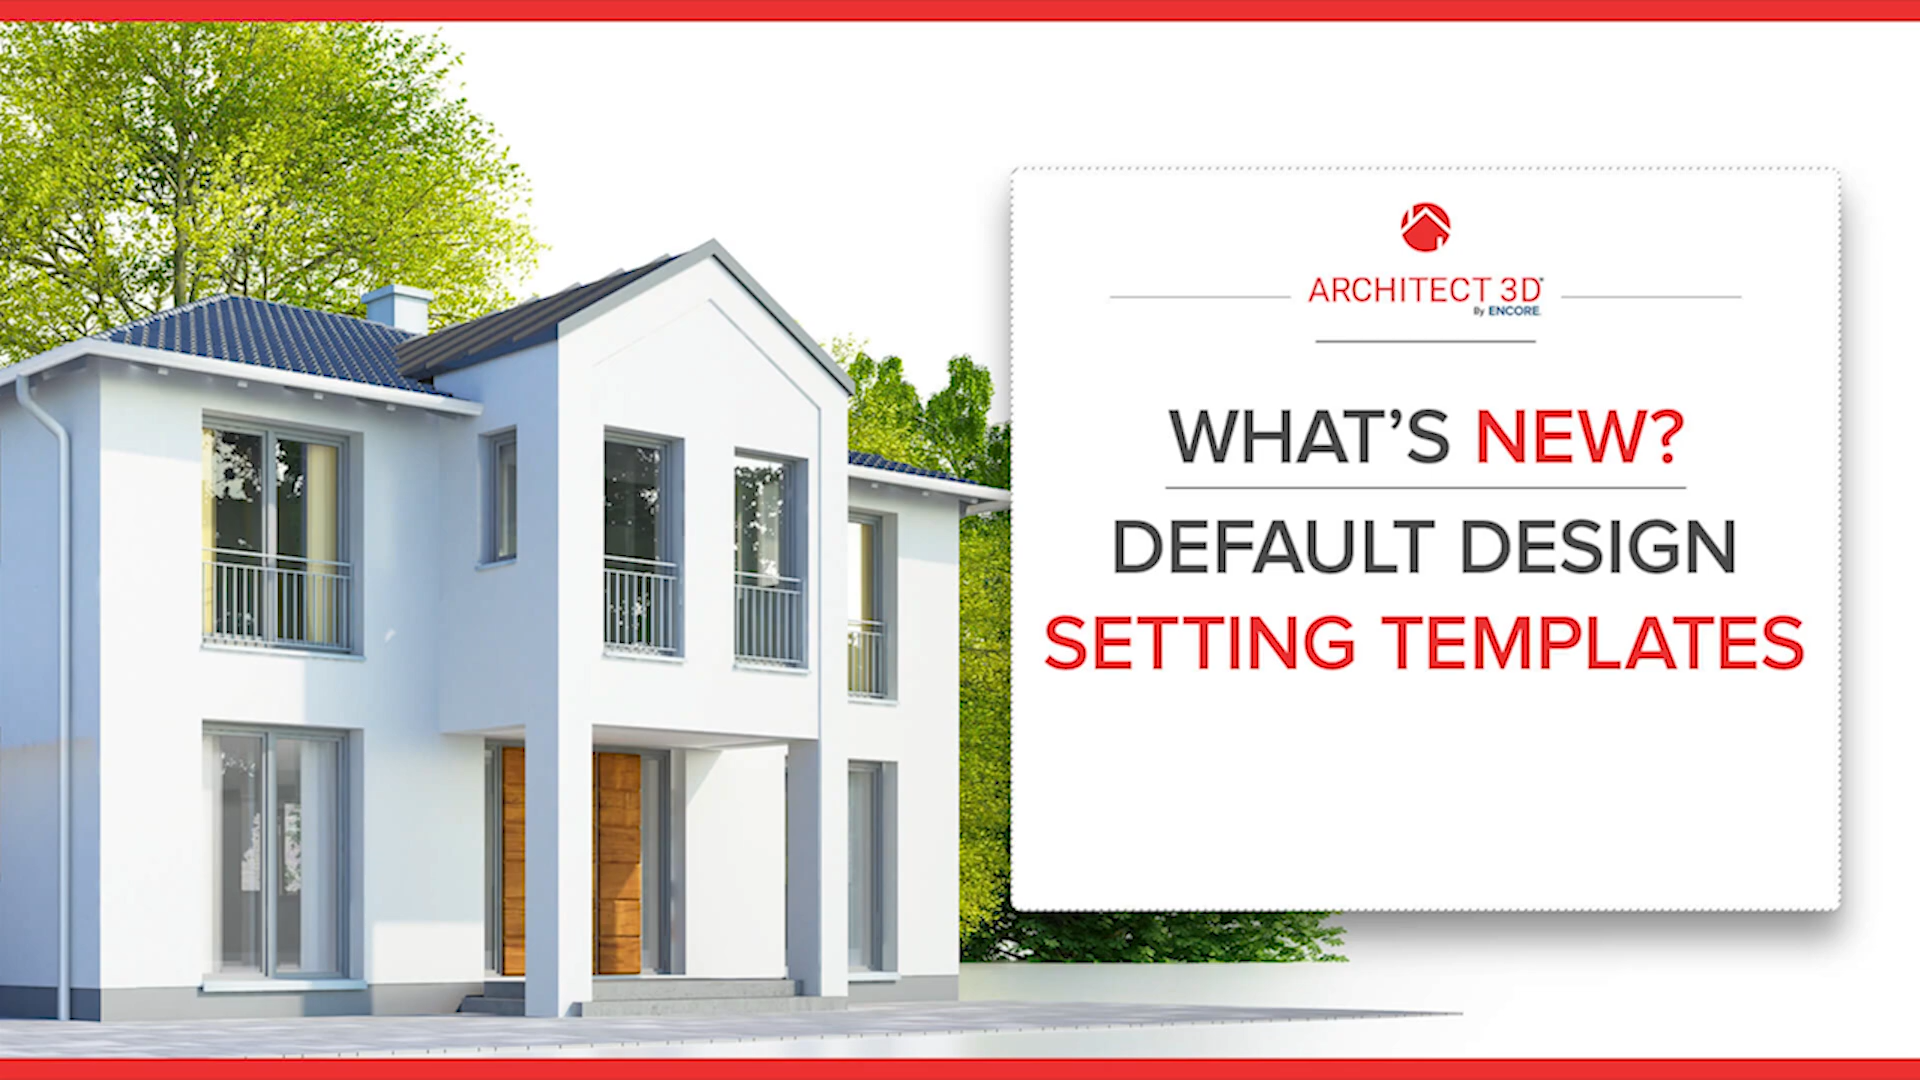 ARCHITECT 3D
By ENCORE.
WHAT'S NEW?
DEFAULT DESIGN
SETTING TEMPLATES